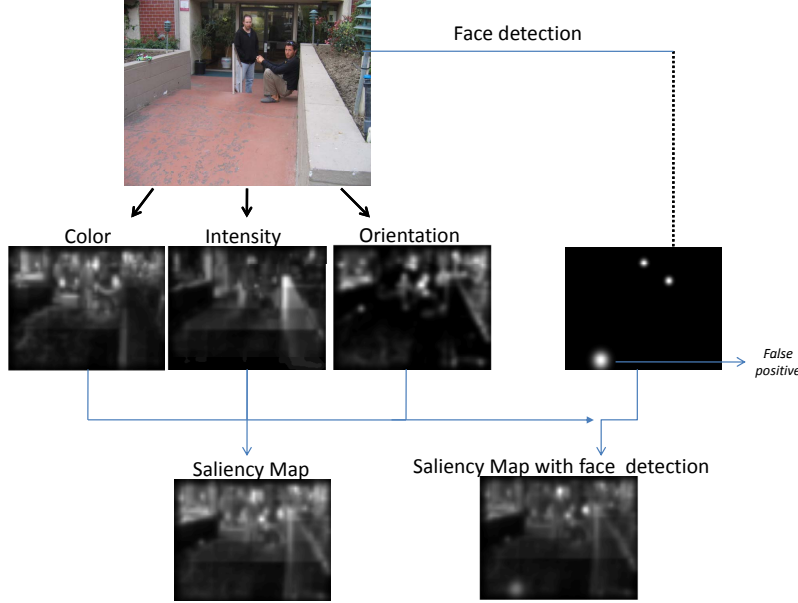 Face detection
Color
Intensity
Orientation
False
positive
Saliency Map
Saliency Map with face detection